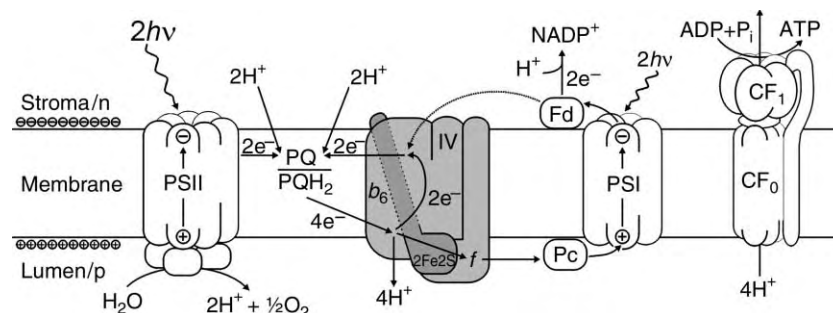 NADP⁺
ADP+Pᵢ
ATP
2hν
2H⁺
2H⁺
H⁺
2e⁻
2hν
CF₁
Stroma/n
Fd
IV
2e⁻
PQ
2e⁻
PQH₂
Membrane
PSII
b₆
2e⁻
PSI
CF₀
4e⁻
Lumen/p
2Fe2S
f
Pc
H₂O
2H⁺ + ½O₂
4H⁺
4H⁺